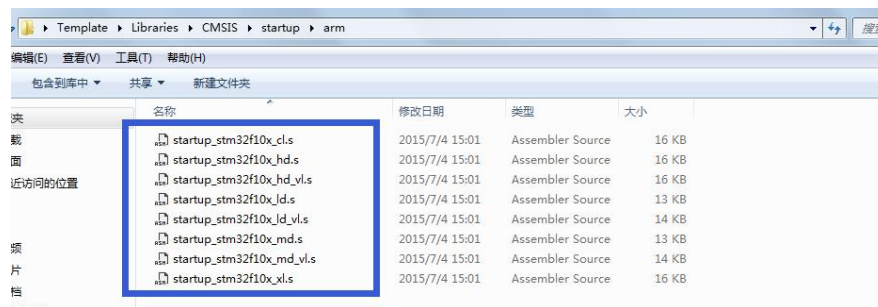 Template ▸ Libraries ▸ CMSIS ▸ startup ▸ arm
编辑(E) 查看(V) 工具(T) 帮助(H)
包含到库中 ▼ 共享 ▼ 新建文件夹
名称 修改日期 类型 大小
startup_stm32f10x_cl.s 2015/7/4 15:01 Assembler Source 16 KB
startup_stm32f10x_hd.s 2015/7/4 15:01 Assembler Source 16 KB
startup_stm32f10x_hd_vl.s 2015/7/4 15:01 Assembler Source 16 KB
近访问的位置
startup_stm32f10x_ld.s 2015/7/4 15:01 Assembler Source 13 KB
startup_stm32f10x_ld_vl.s 2015/7/4 15:01 Assembler Source 14 KB
startup_stm32f10x_md.s 2015/7/4 15:01 Assembler Source 13 KB
startup_stm32f10x_md_vl.s 2015/7/4 15:01 Assembler Source 14 KB
startup_stm32f10x_xl.s 2015/7/4 15:01 Assembler Source 16 KB